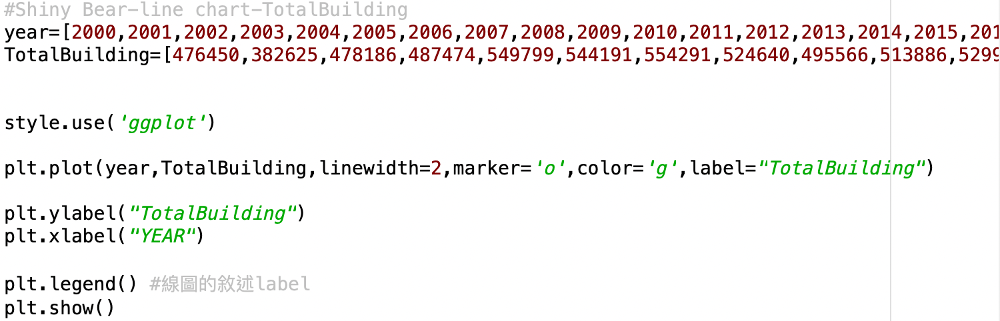 #Shiny Bear-line chart-TotalBuilding
year=[2000,2001,2002,2003,2004,2005,2006,2007,2008,2009,2010,2011,2012,2013,2014,2015,201
TotalBuilding=[476450,382625,478186,487474,549799,544191,554291,524640,495566,513886,5299
style.use('ggplot')
plt.plot(year,TotalBuilding,linewidth=2,marker='o',color='g',label="TotalBuilding")
plt.ylabel("TotalBuilding")
plt.xlabel("YEAR")
plt.legend() #線圖的敘述label
plt.show()